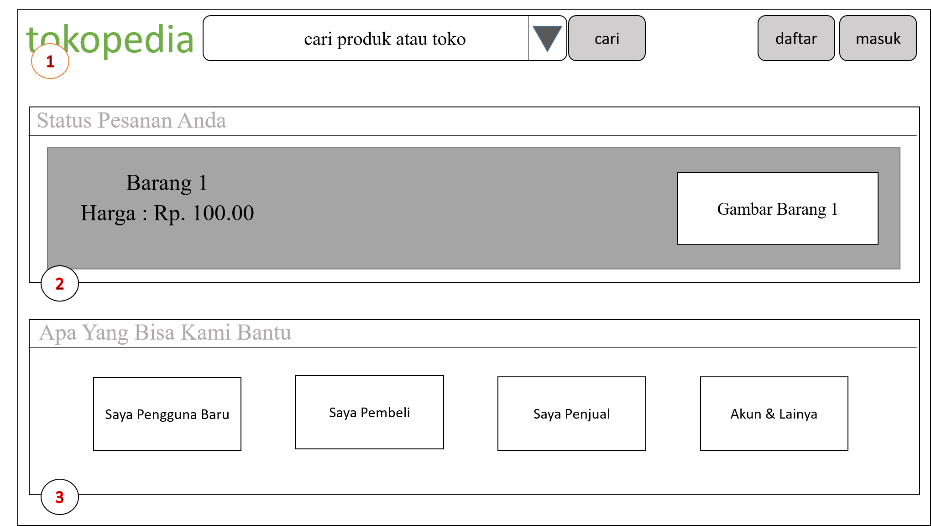 tokopedia
cari produk atau toko
cari
daftar
masuk
1
Status Pesanan Anda
Barang 1
Harga : Rp. 100.00
Gambar Barang 1
2
Apa Yang Bisa Kami Bantu
Saya Pengguna Baru
Saya Pembeli
Saya Penjual
Akun & Lainya
3